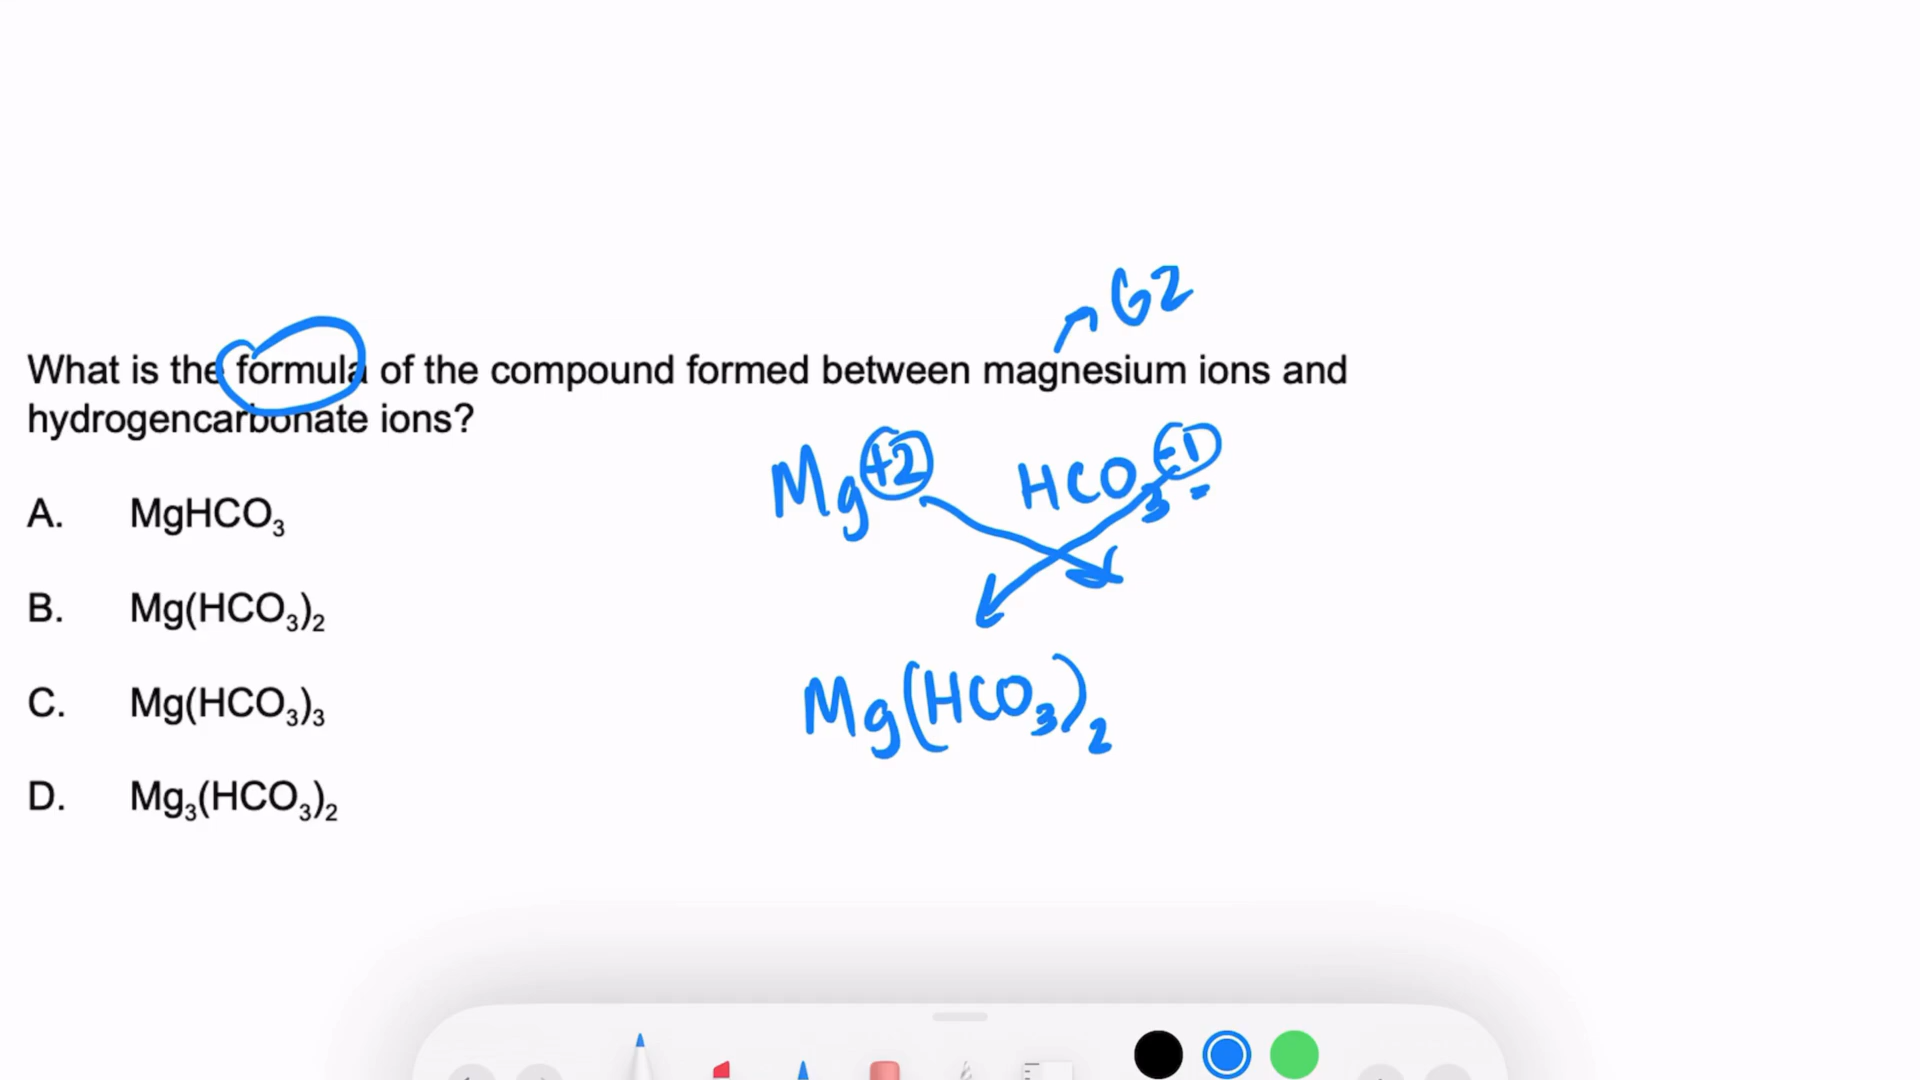 G2
What is the formula of the compound formed between magnesium ions and
hydrogencarbonate ions?
Mg+2 HCO3-1
A. MgHCO3
B. Mg(HCO3)2
C. Mg(HCO3)3
Mg(HCO3)2
D. Mg3(HCO3)2